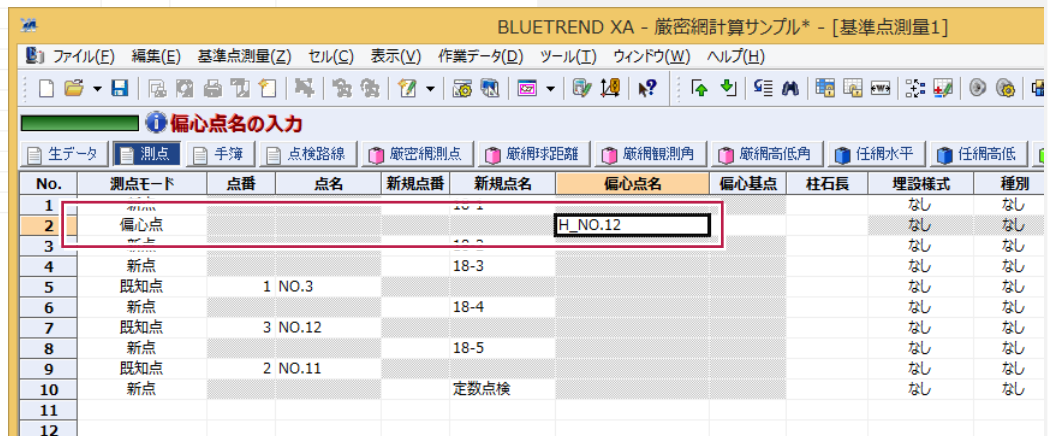 BLUETREND XA - 厳密網計算サンプル* - [基準点測量1]
ファイル(F) 編集(E) 基準点測量(Z) セル(C) 表示(V) 作業データ(D) ツール(T) ウィンドウ(W) ヘルプ(H)
偏心点名の入力
生データ 測点 手簿 点検路線 厳密網測点 厳網球距離 厳網観測角 厳網高低角 任網水平 任網高低
No. 測点モード 点番 点名 新規点番 新規点名 偏心点名 偏心基点 柱石長 埋設様式 種別
1 新点 18-1 なし なし
2 偏心点 H_NO.12 なし なし
3 新点 18-2 なし なし
4 新点 18-3 なし なし
5 既知点 1 NO.3 なし なし
6 新点 18-4 なし なし
7 既知点 3 NO.12 なし なし
8 新点 18-5 なし なし
9 既知点 2 NO.11 なし なし
10 新点 定数点検 なし なし
11
12